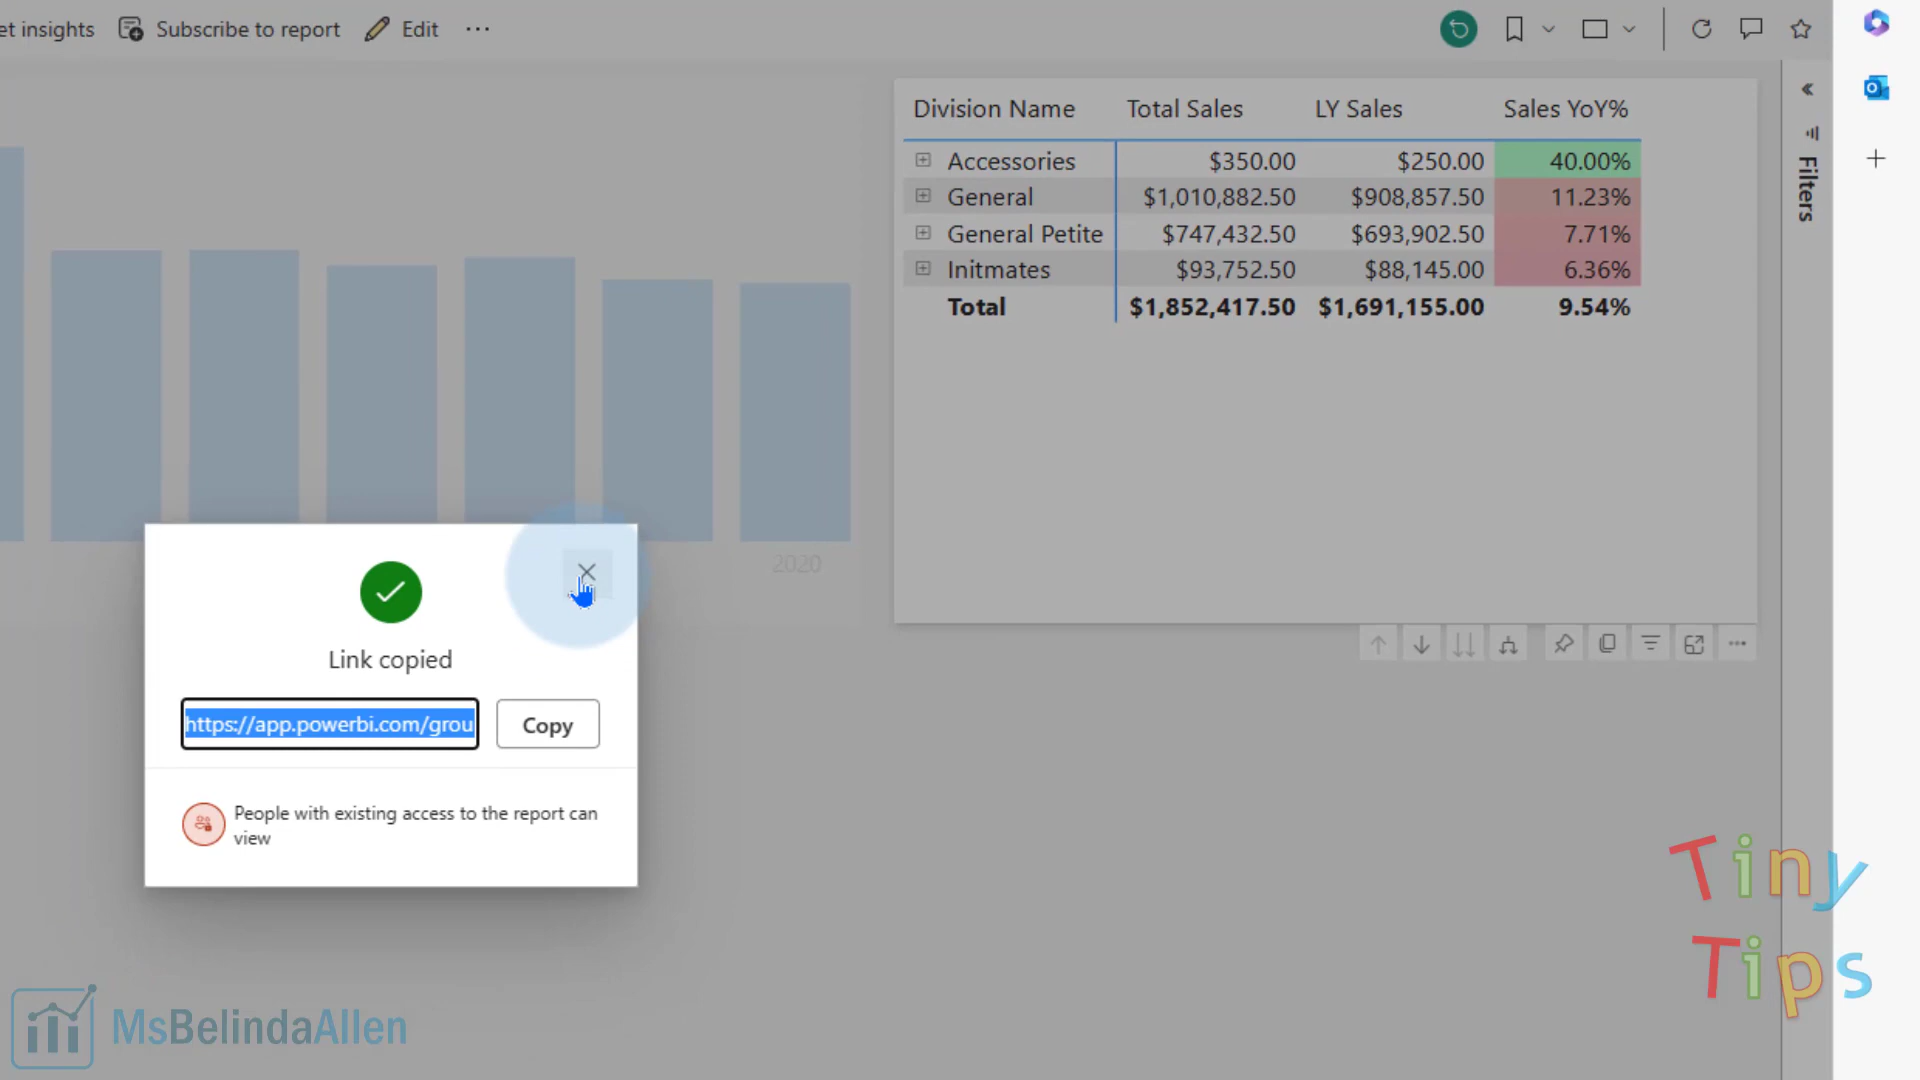 et insights
Subscribe to report
Edit
Division Name Total Sales LY Sales Sales YoY%
Accessories $350.00 $250.00 40.00%
General $1,010,882.50 $908,857.50 11.23%
General Petite $747,432.50 $693,902.50 7.71%
Initmates $93,752.50 $88,145.00 6.36%
Total $1,852,417.50 $1,691,155.00 9.54%
Filters
2020
Link copied
https://app.powerbi.com/grou
Copy
People with existing access to the report can
view
Tiny
Tips
MsBelindaAllen